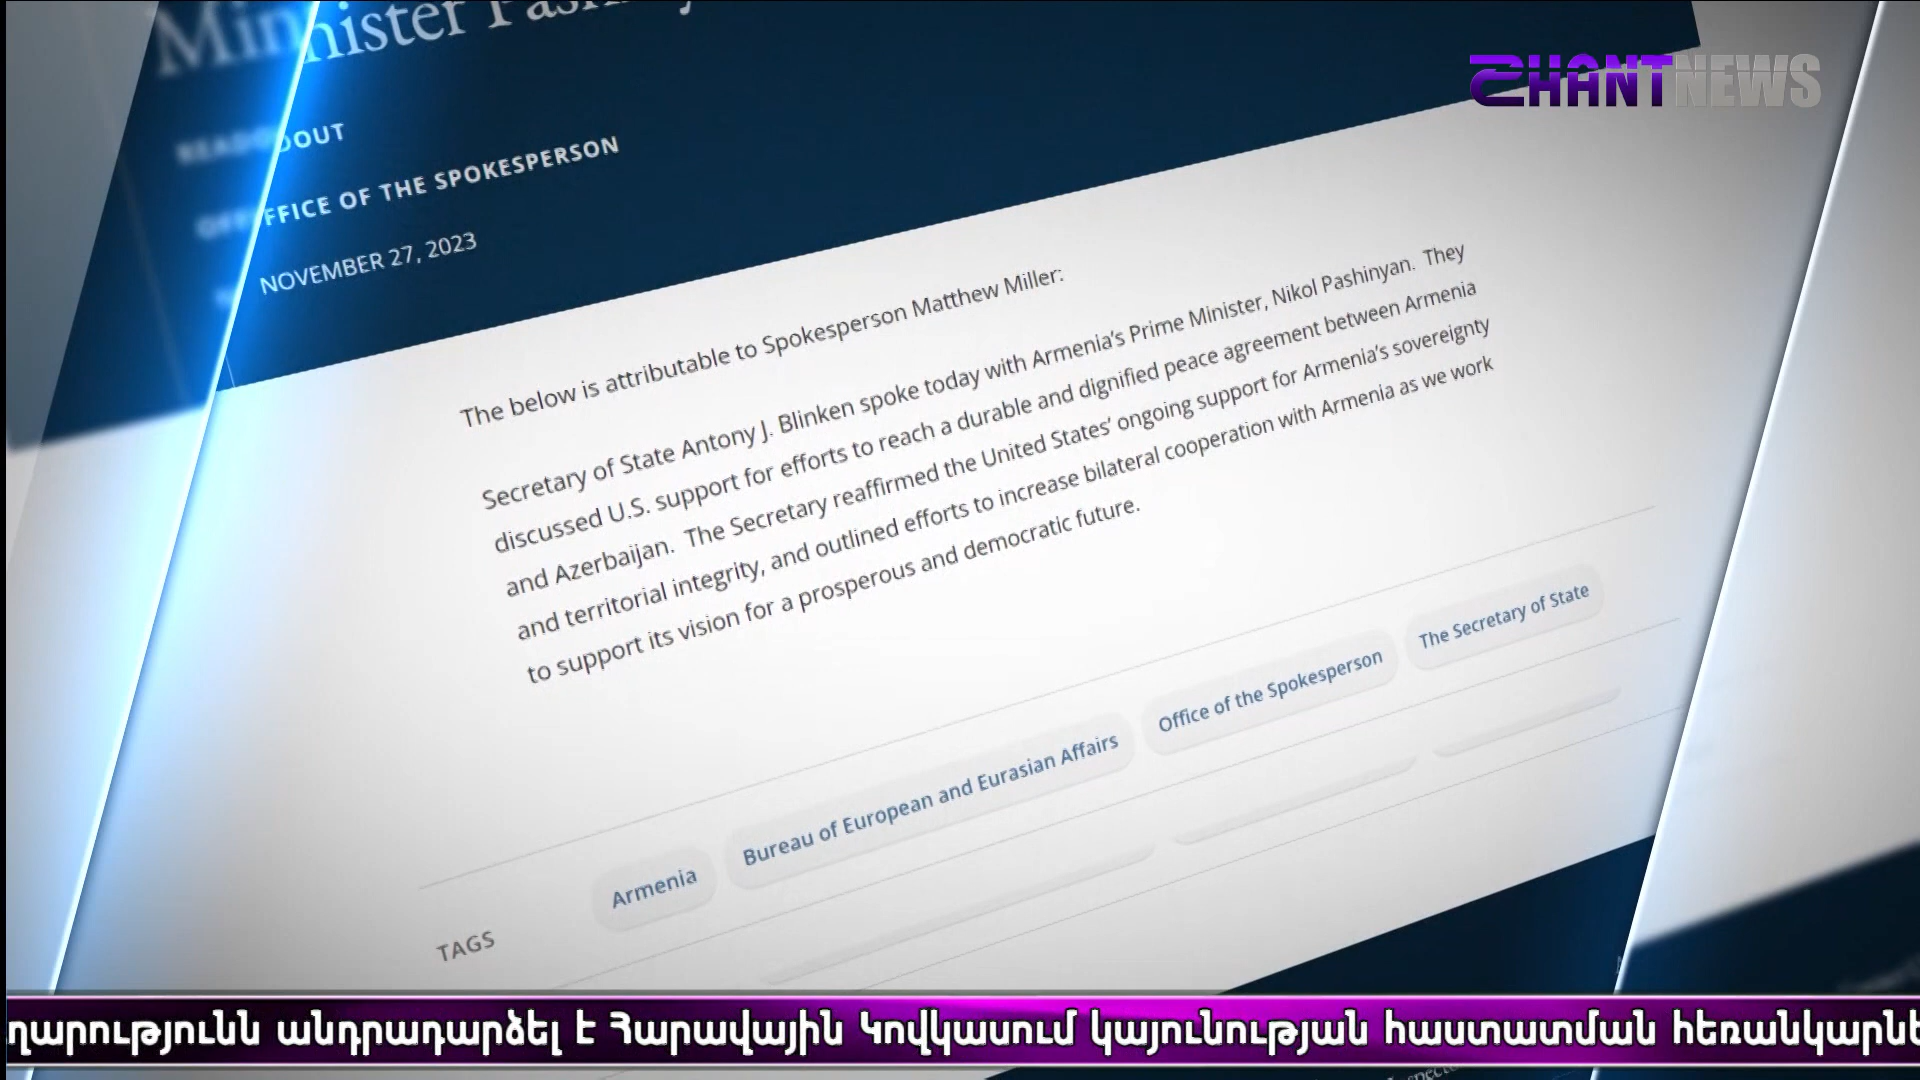 Minister
SHANTNEWS
READOUT
OFFICE OF THE SPOKESPERSON
NOVEMBER 27, 2023
The below is attributable to Spokesperson Matthew Miller:
Secretary of State Antony J. Blinken spoke today with Armenia’s Prime Minister, Nikol Pashinyan. They
discussed U.S. support for efforts to reach a durable and dignified peace agreement between Armenia
and Azerbaijan. The Secretary reaffirmed the United States’ ongoing support for Armenia’s sovereignty
and territorial integrity, and outlined efforts to increase bilateral cooperation with Armenia as we work
to support its vision for a prosperous and democratic future.
TAGS
Armenia
Bureau of European and Eurasian Affairs
Office of the Spokesperson
The Secretary of State
անդրադարձել է Հարավային Կովկասում կայունության հաստատման